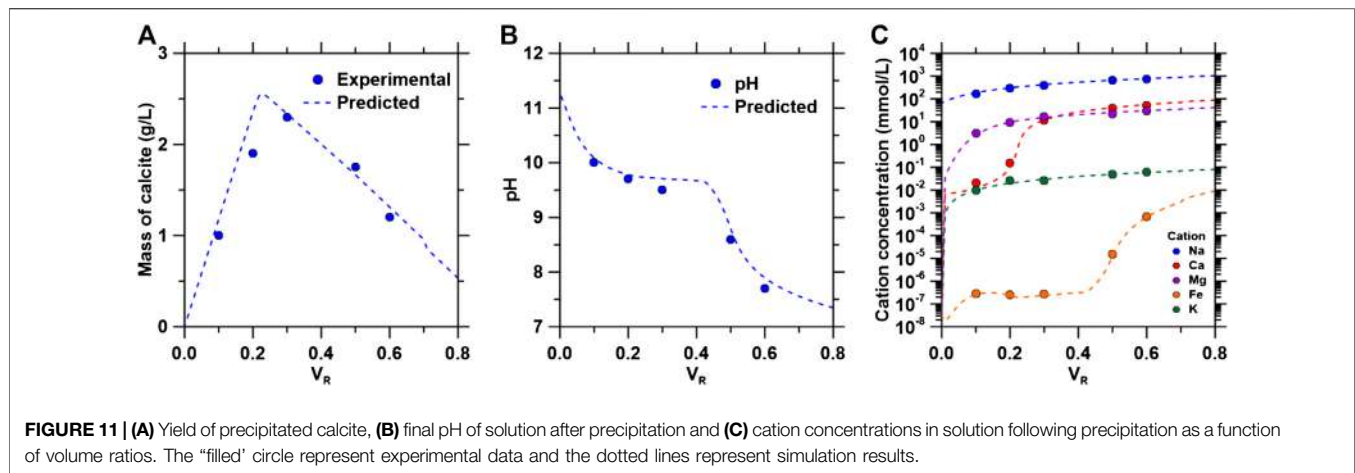 A
Mass of calcite (g/L)
3
2
1
0
Experimental
Predicted
0.0 0.2 0.4 0.6 0.8
V_R
B
pH
12
11
10
9
8
7
pH
Predicted
0.0 0.2 0.4 0.6 0.8
V_R
C
Cation concentration (mmol/L)
10^4
10^3
10^2
10^1
10^0
10^-1
10^-2
10^-3
10^-4
10^-5
10^-6
10^-7
10^-8
Cation
Na
Ca
Mg
Fe
K
0.0 0.2 0.4 0.6 0.8
V_R
FIGURE 11 | (A) Yield of precipitated calcite, (B) final pH of solution after precipitation and (C) cation concentrations in solution following precipitation as a function
of volume ratios. The “filled’ circle represent experimental data and the dotted lines represent simulation results.